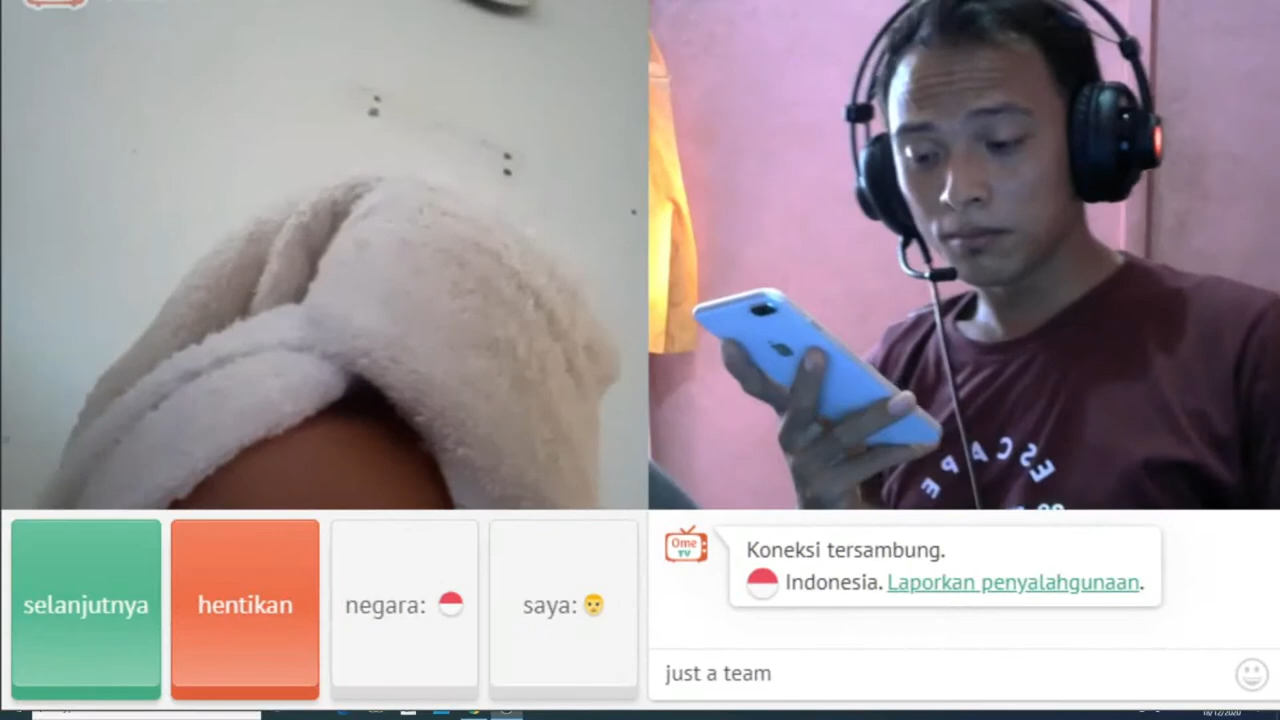 ESCAPE
selanjutnya
hentikan
negara:
saya:
Ome
TV
Koneksi tersambung.
Indonesia. Laporkan penyalahgunaan.
just a team